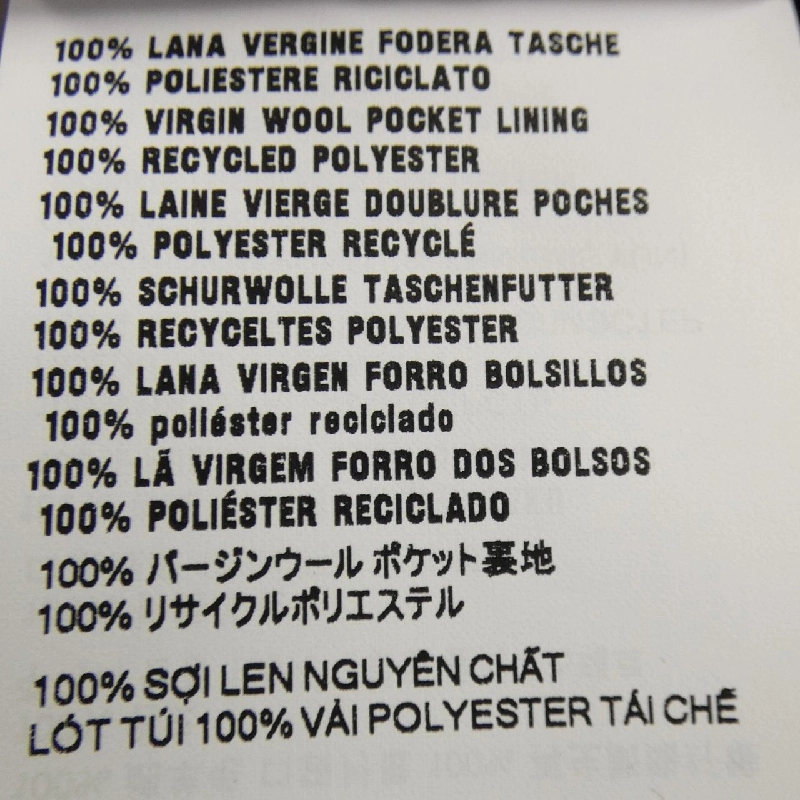 100% LANA VERGINE FODERA TASCHE
100% POLIESTERE RICICLATO
100% VIRGIN WOOL POCKET LINING
100% RECYCLED POLYESTER
100% LAINE VIERGE DOUBLURE POCHES
100% POLYESTER RECYCLÉ
100% SCHURWOLLE TASCHENFUTTER
100% RECYCELTES POLYESTER
100% LANA VIRGEN FORRO BOLSILLOS
100% poliéster reciclado
100% LÃ VIRGEM FORRO DOS BOLSOS
100% POLIÉSTER RECICLADO
100% バージンウール ポケット裏地
100% リサイクルポリエステル
100% SỢI LEN NGUYÊN CHẤT
LÓT TÚI 100% VẢI POLYESTER TÁI CHẾ